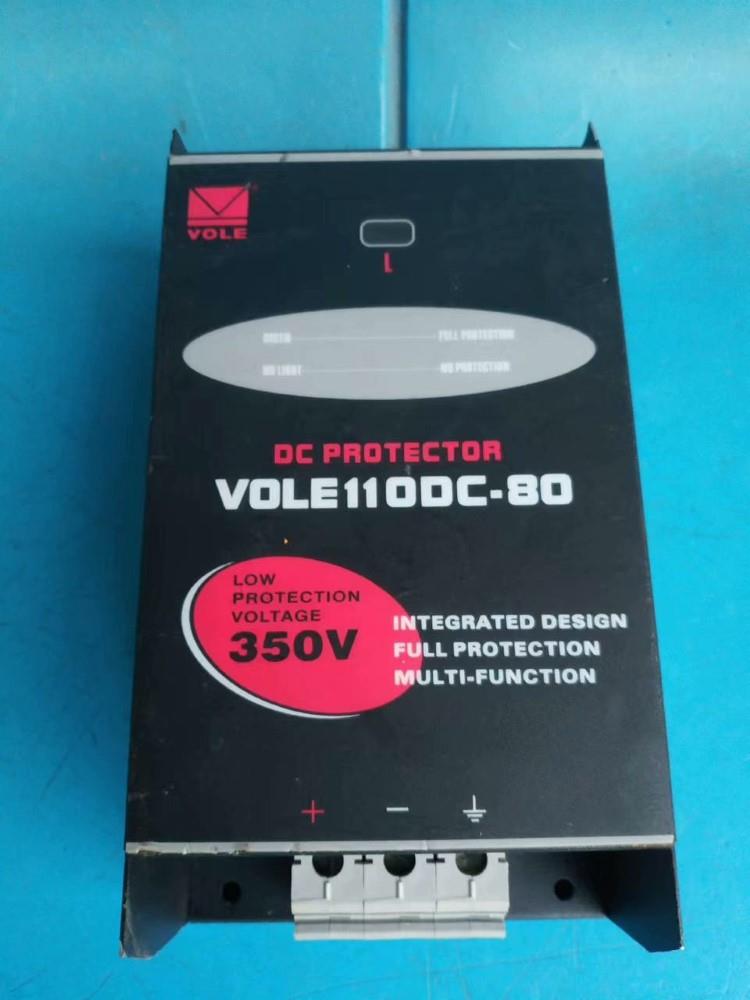 VOLE
1
GREEN FULL PROTECTION
NO LIGHT NO PROTECTION
DC PROTECTOR
VOLE110DC-80
LOW
PROTECTION
VOLTAGE
350V
INTEGRATED DESIGN
FULL PROTECTION
MULTI-FUNCTION
+ -
+ - + -